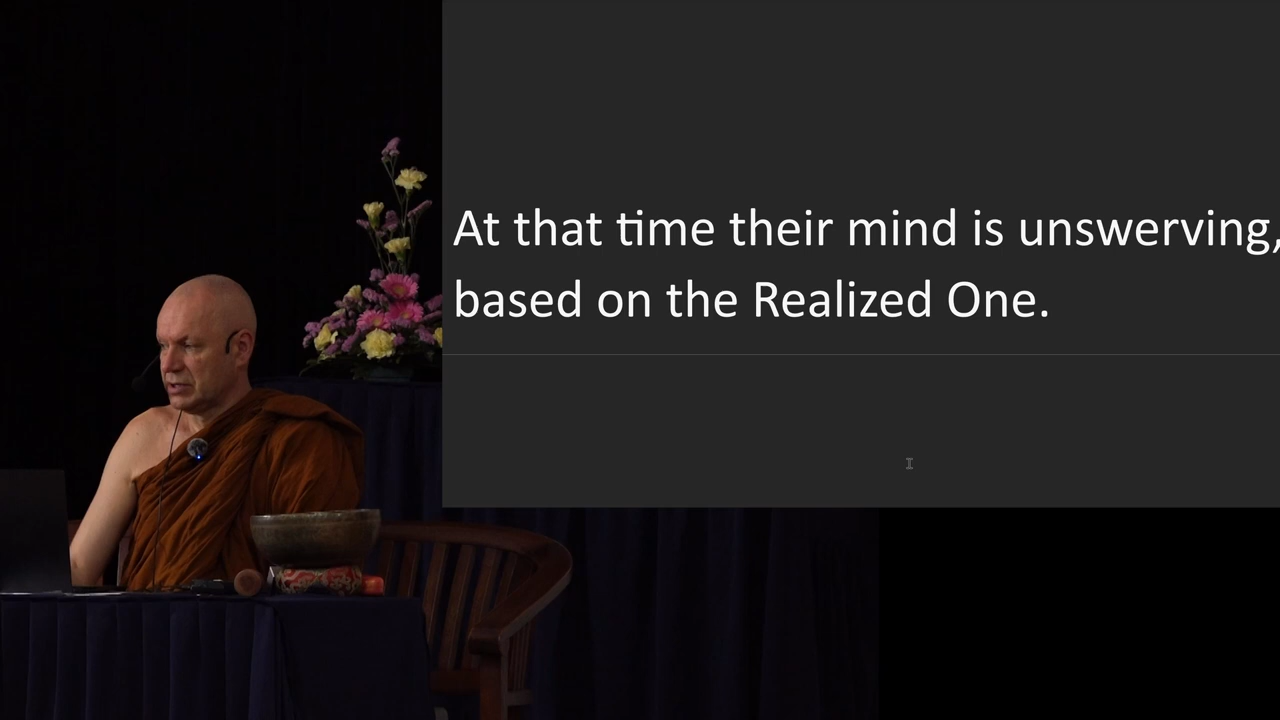 At that time their mind is unswerving,
based on the Realized One.